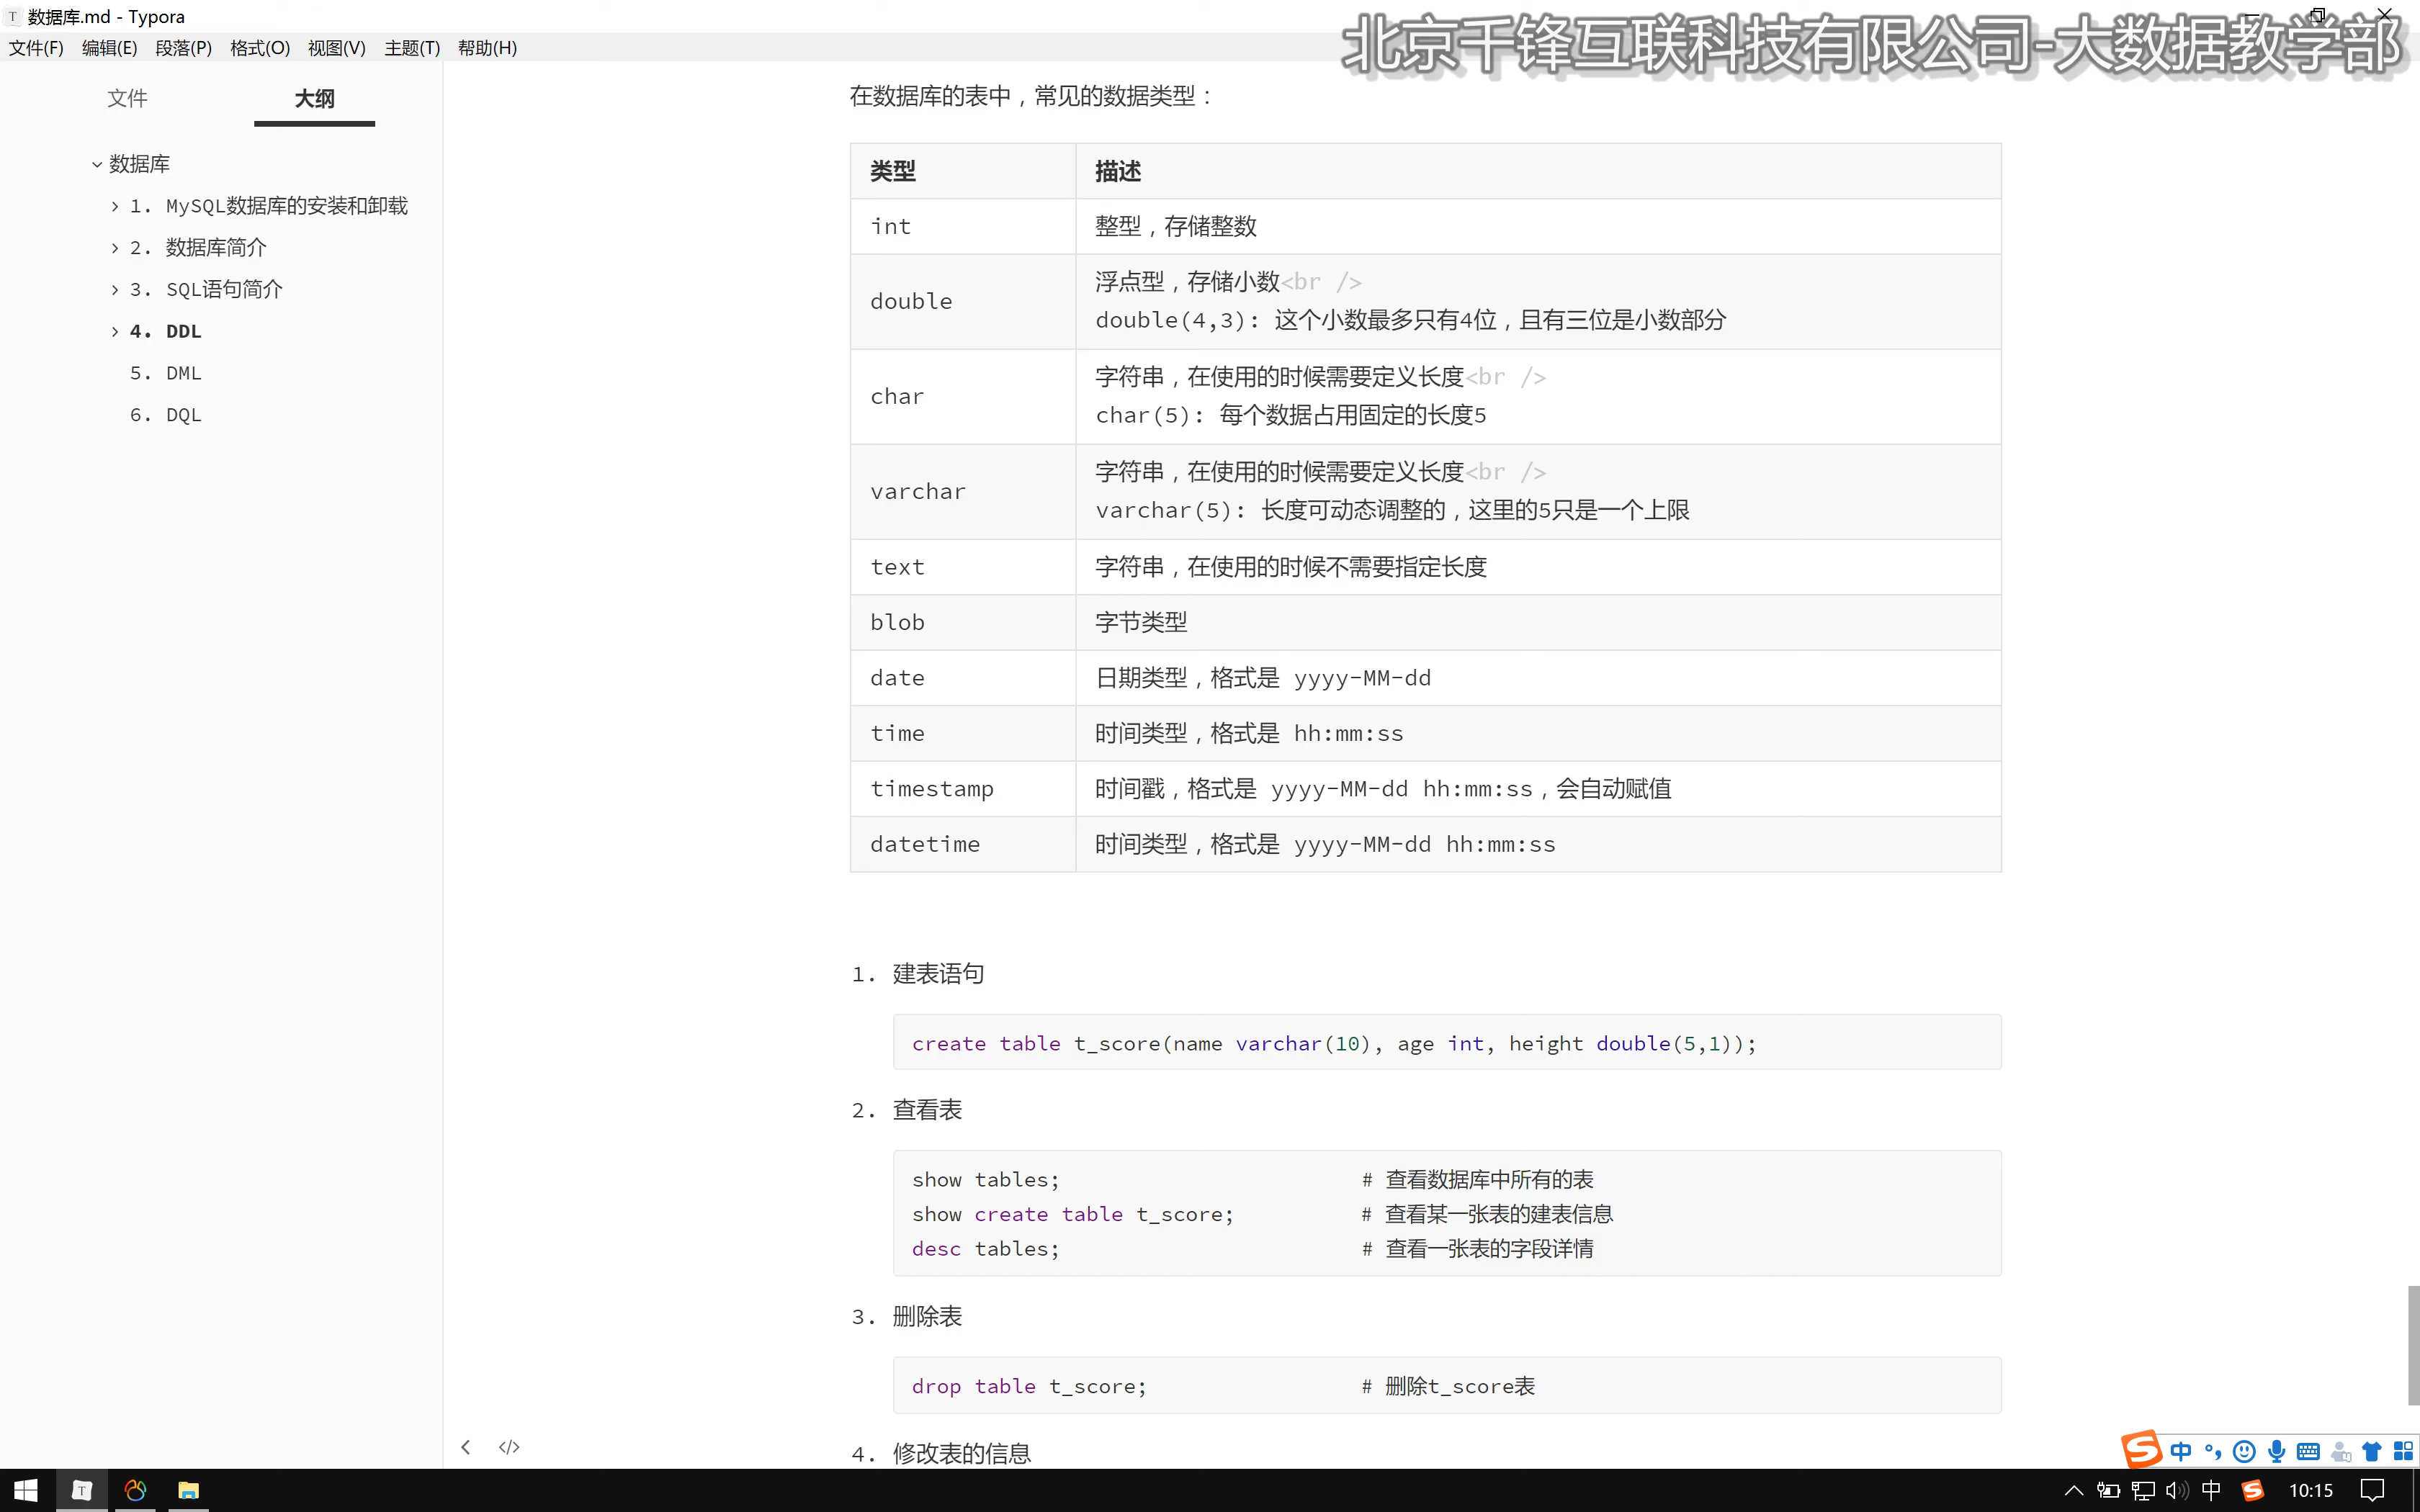 数据库.md - Typora
北京千锋互联科技有限公司-大数据教学部
文件(F) 编辑(E) 段落(P) 格式(O) 视图(V) 主题(T) 帮助(H)
文件 大纲
数据库
1. MySQL数据库的安装和卸载
2. 数据库简介
3. SQL语句简介
4. DDL
5. DML
6. DQL
在数据库的表中，常见的数据类型：
类型 描述
int 整型，存储整数
double 浮点型，存储小数<br />
double(4,3): 这个小数最多只有4位，且有三位是小数部分
char 字符串，在使用的时候需要定义长度<br />
char(5): 每个数据占用固定的长度5
varchar 字符串，在使用的时候需要定义长度<br />
varchar(5): 长度可动态调整的，这里的5只是一个上限
text 字符串，在使用的时候不需要指定长度
blob 字节类型
date 日期类型，格式是 yyyy-MM-dd
time 时间类型，格式是 hh:mm:ss
timestamp 时间戳，格式是 yyyy-MM-dd hh:mm:ss，会自动赋值
datetime 时间类型，格式是 yyyy-MM-dd hh:mm:ss
1. 建表语句
create table t_score(name varchar(10), age int, height double(5,1));
2. 查看表
show tables; # 查看数据库中所有的表
show create table t_score; # 查看某一张表的建表信息
desc tables; # 查看一张表的字段详情
3. 删除表
drop table t_score; # 删除t_score表
4. 修改表的信息
中
中 10:15